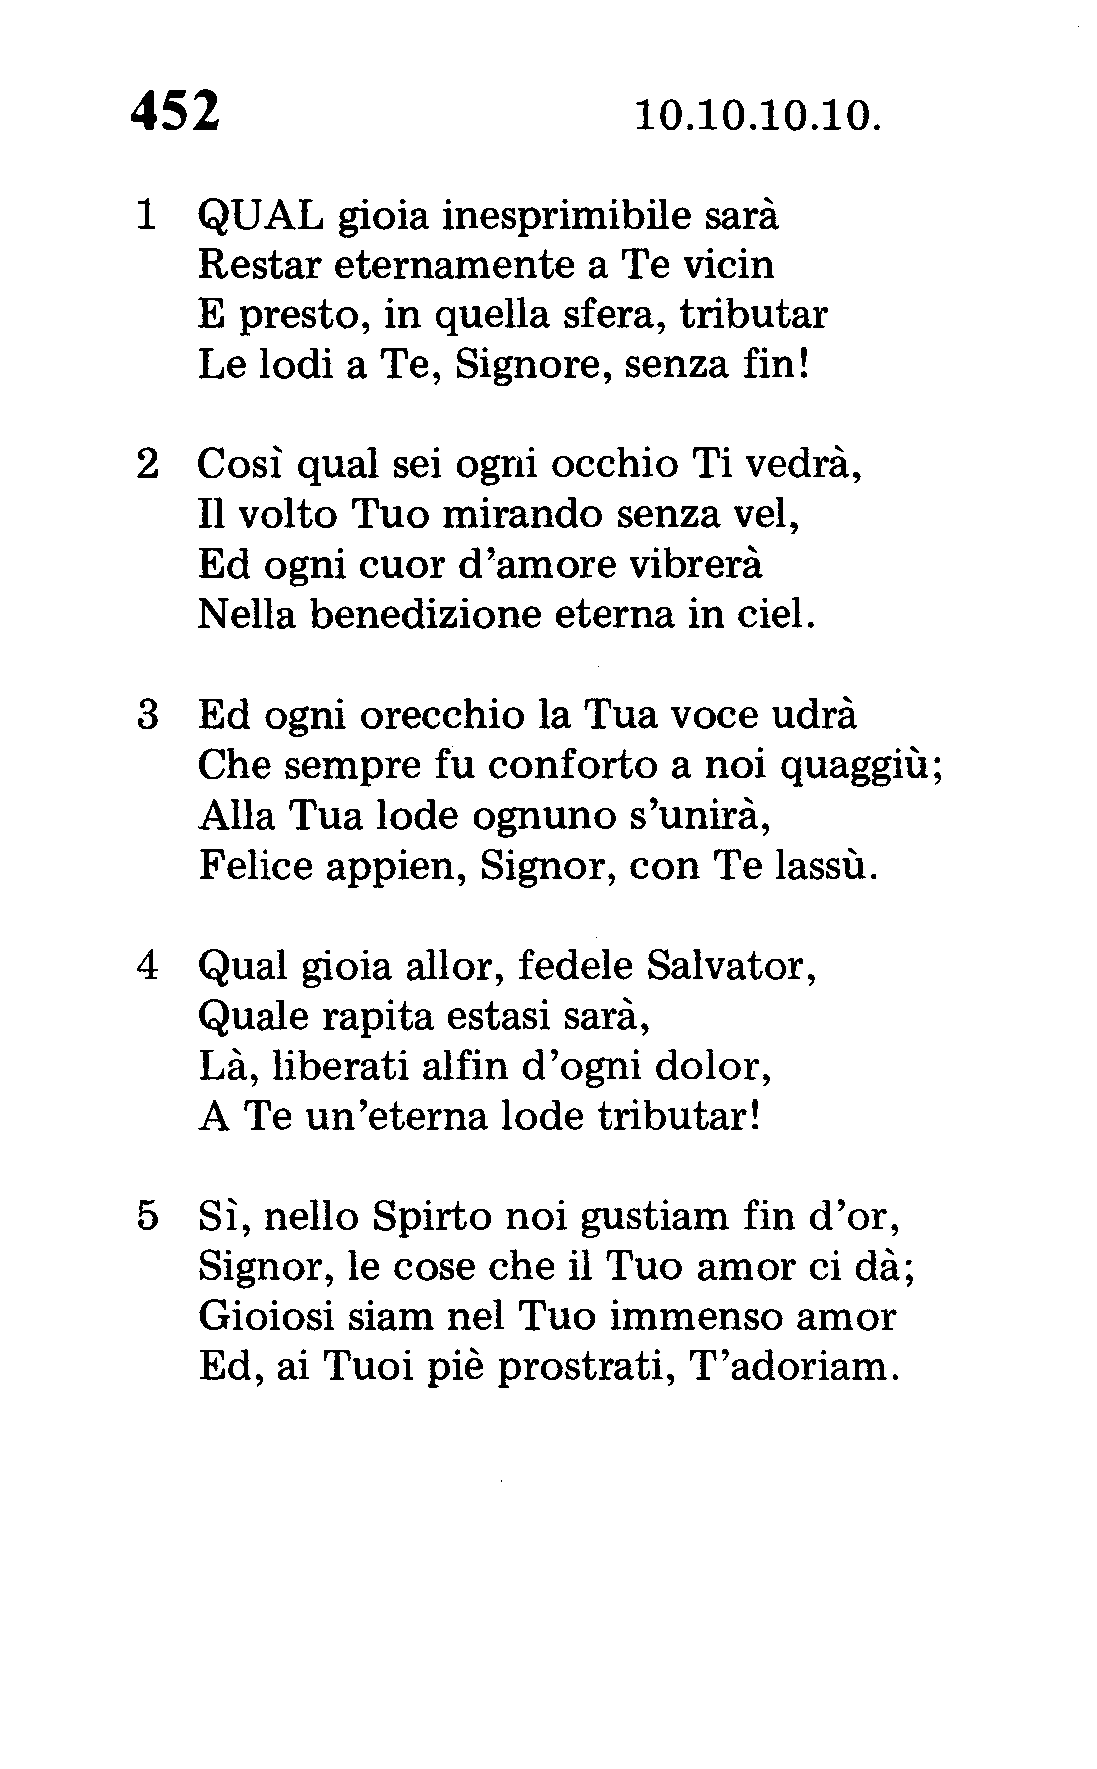 452 10.10.10.10.
1 QUAL gioia inesprimibile sarà
Restar eternamente a Te vicin
E presto, in quella sfera, tributar
Le lodi a Te, Signore, senza fin!
2 Così qual sei ogni occhio Ti vedrà,
Il volto Tuo mirando senza vel,
Ed ogni cuor d’amore vibrerà
Nella benedizione eterna in ciel.
3 Ed ogni orecchio la Tua voce udrà
Che sempre fu conforto a noi quaggiù;
Alla Tua lode ognuno s’unirà,
Felice appien, Signor, con Te lassù.
4 Qual gioia allor, fedele Salvator,
Quale rapita estasi sarà,
Là, liberati alfin d’ogni dolor,
A Te un’eterna lode tributar!
5 Sì, nello Spirto noi gustiam fin d’or,
Signor, le cose che il Tuo amor ci dà;
Gioiosi siam nel Tuo immenso amor
Ed, ai Tuoi piè prostrati, T’adoriam.